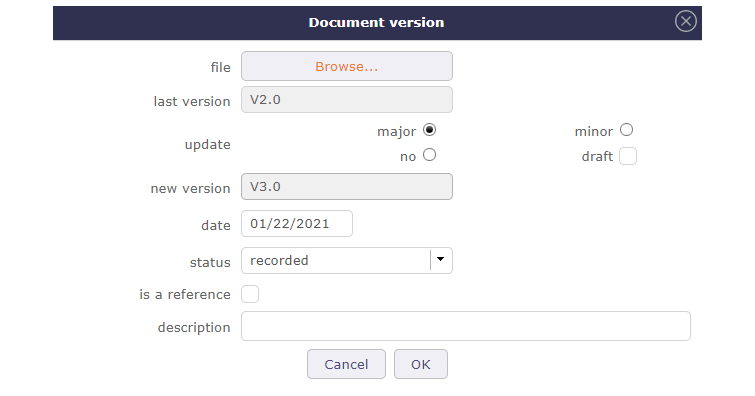 Document version
file Browse...
last version V2.0
update major minor
no draft
new version V3.0
date 01/22/2021
status recorded
is a reference
description
Cancel OK